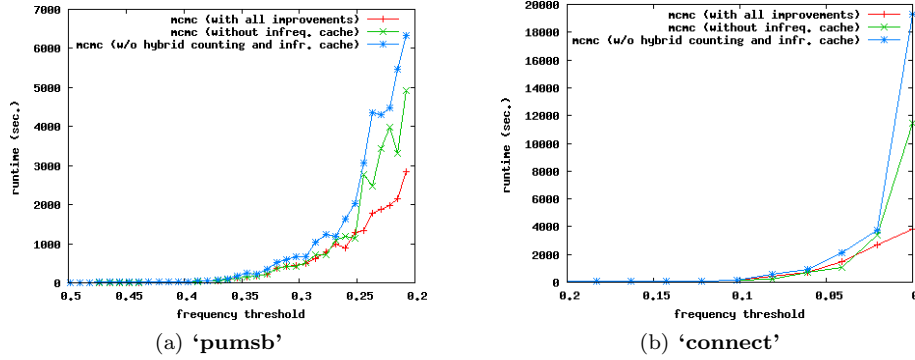 mcmc (with all improvements)
mcmc (without infreq. cache)
mcmc (w/o hybrid counting and infr. cache)
7000
6000
5000
4000
3000
2000
1000
0
runtime (sec.)
0.5
0.45
0.4
0.35
0.3
0.25
0.2
frequency threshold
(a) ‘pumsb’
mcmc (with all improvements)
mcmc (without infreq. cache)
mcmc (w/o hybrid counting and infr. cache)
20000
18000
16000
14000
12000
10000
8000
6000
4000
2000
0
runtime (sec.)
0.2
0.15
0.1
0.05
0
frequency threshold
(b) ‘connect’